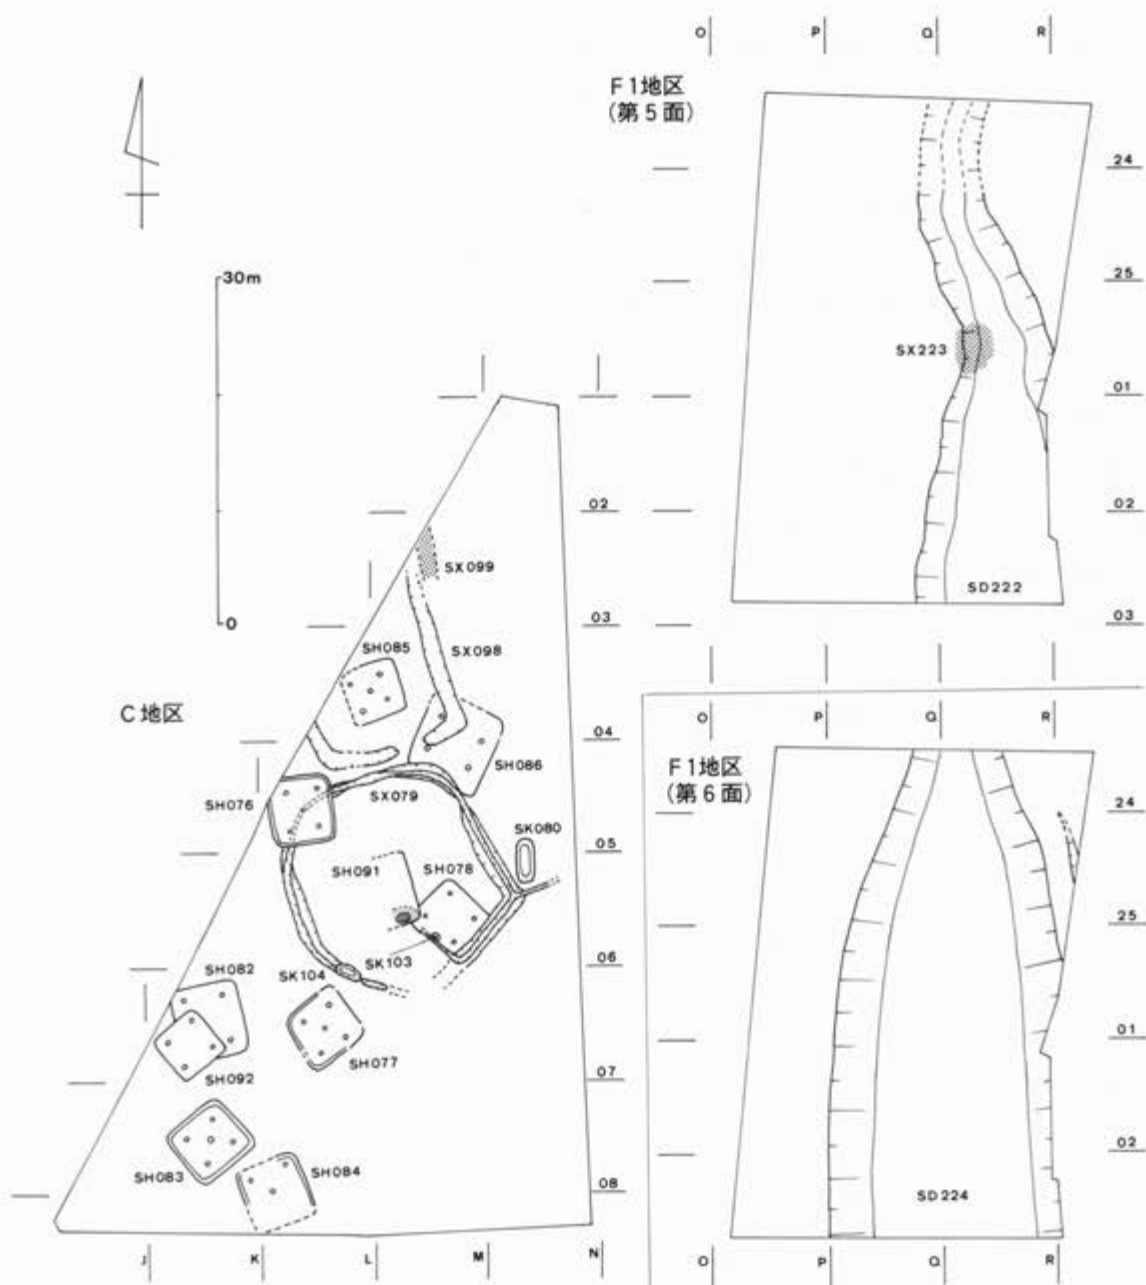 O
P
Q
R
F1地区
(第5面)
24
25
SX223
01
02
SD222
03
30m
0
C地区
02
SX099
03
SH085
SX098
04
SH086
SH076
SX079
SK080
05
SH091
SH078
SK103
06
SH082
SK104
SH077
SH092
07
SH083
SH084
08
J
K
L
M
N
O
P
Q
R
F1地区
(第6面)
24
25
01
02
SD224
O
P
Q
R